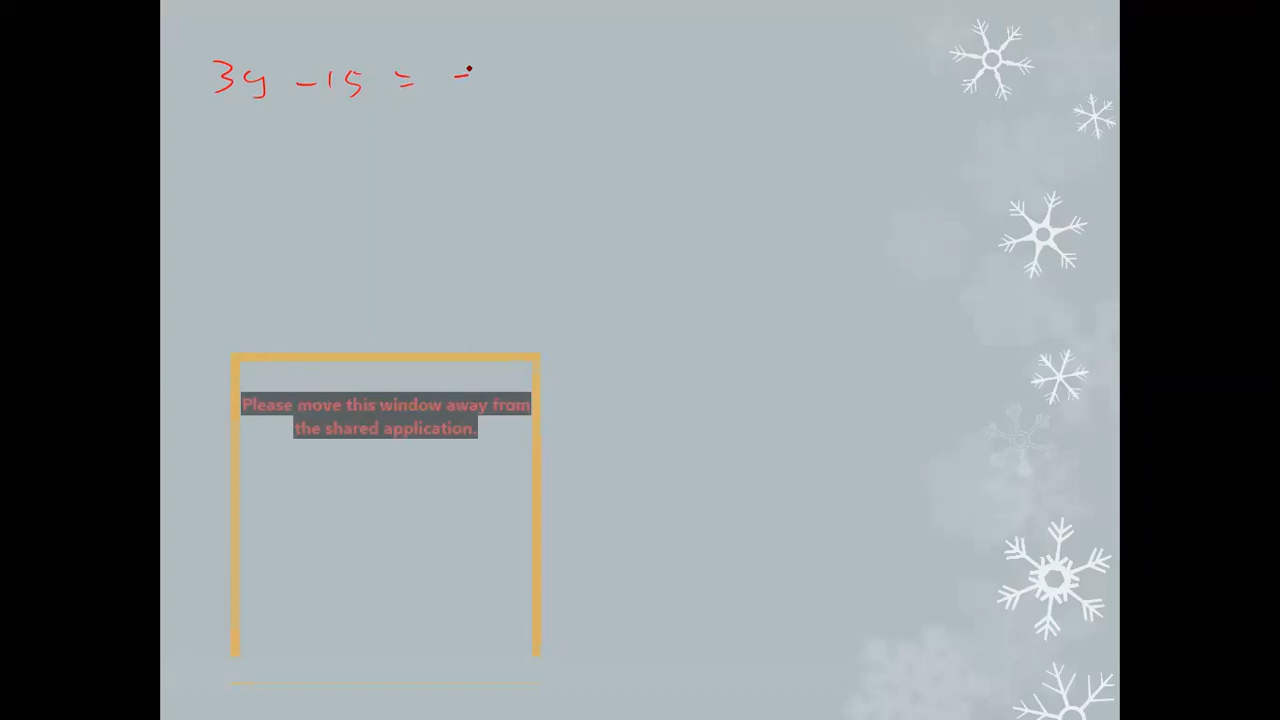 3y - 15 = -
Please move this window away from
the shared application.